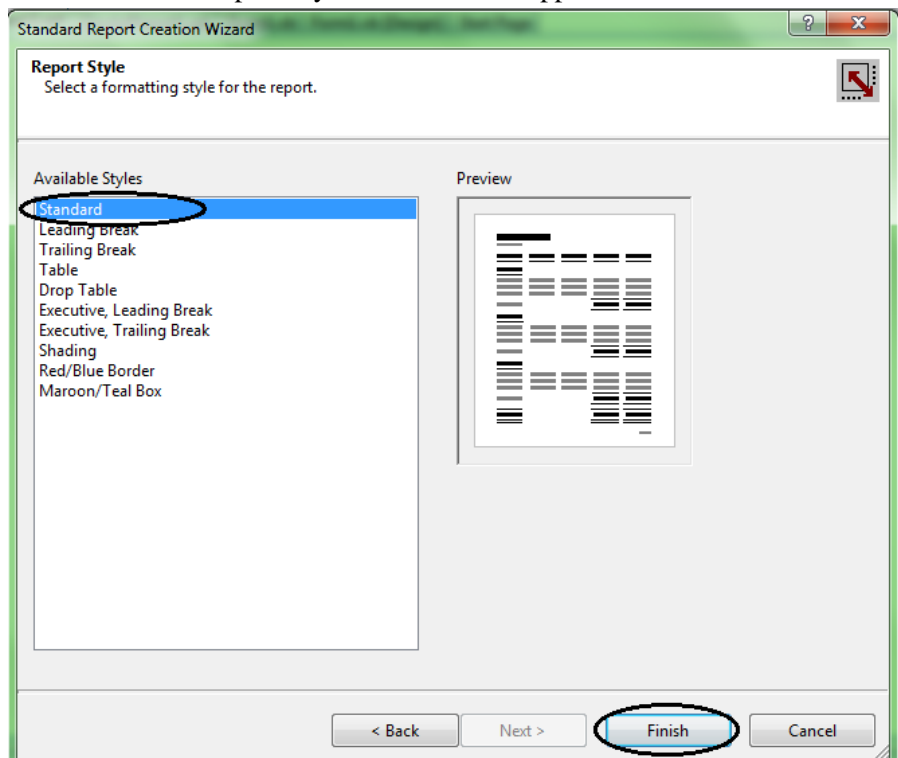 Standard Report Creation Wizard
Report Style
Select a formatting style for the report.
Available Styles
Preview
Standard
Leading Break
Trailing Break
Table
Drop Table
Executive, Leading Break
Executive, Trailing Break
Shading
Red/Blue Border
Maroon/Teal Box
< Back
Next >
Finish
Cancel